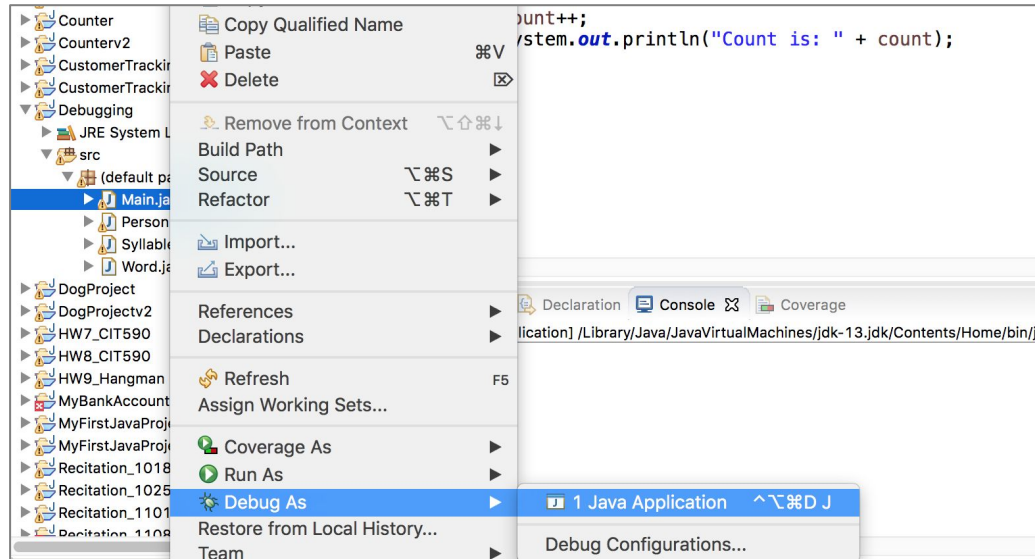 Counter
Counterv2
CustomerTrackin
CustomerTrackin
Debugging
JRE System L
src
(default pa
Main.ja
Person
Syllable
Word.ja
DogProject
DogProjectv2
HW7_CIT590
HW8_CIT590
HW9_Hangman
MyBankAccount
MyFirstJavaProje
MyFirstJavaProje
Recitation_1018
Recitation_1025
Recitation_1101
Recitation_1108
Copy Qualified Name
Paste ⌘V
Delete ⌦
Remove from Context ⌥⇧⌘↓
Build Path
Source ⌥⌘S
Refactor ⌥⌘T
Import...
Export...
References
Declarations
Refresh F5
Assign Working Sets...
Coverage As
Run As
Debug As
Restore from Local History...
Team
1 Java Application ^⌥⌘D J
Debug Configurations...
ount++;
ystem.out.println("Count is: " + count);
Declaration Console Coverage
lication] /Library/Java/JavaVirtualMachines/jdk-13.jdk/Contents/Home/bin/j